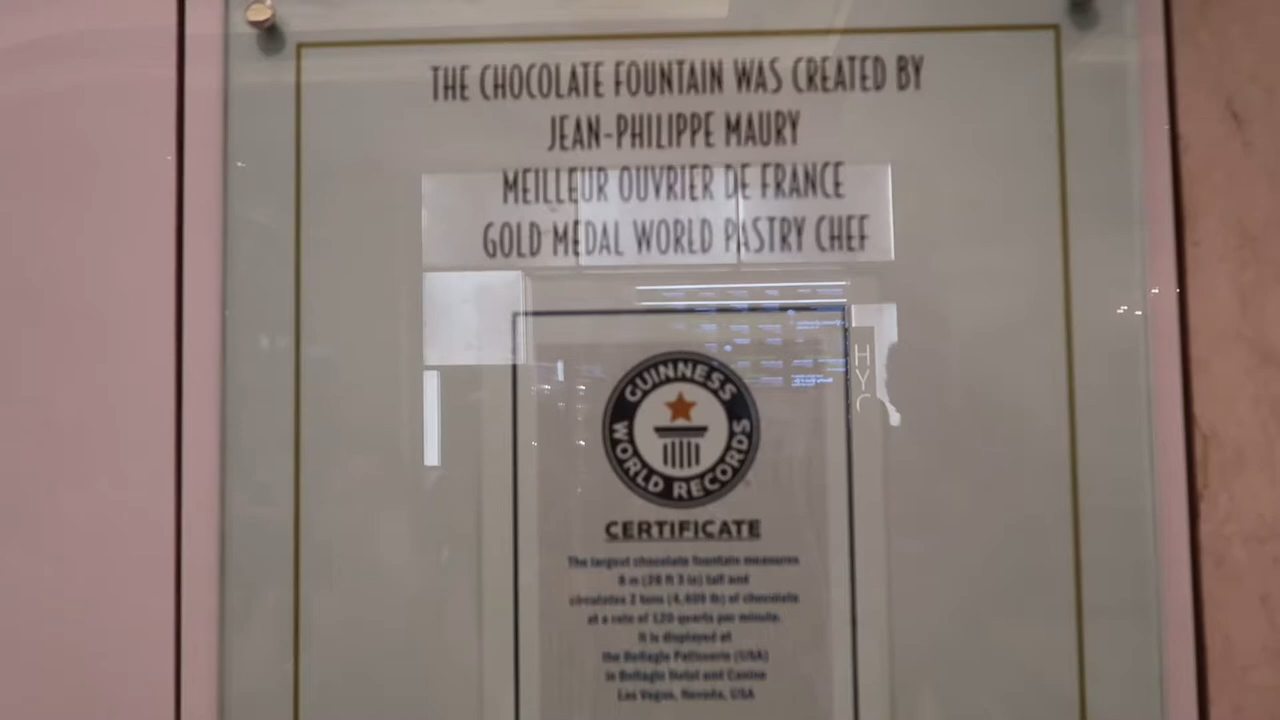 THE CHOCOLATE FOUNTAIN WAS CREATED BY
JEAN-PHILIPPE MAURY
MEILLEUR OUVRIER DE FRANCE
GOLD MEDAL WORLD PASTRY CHEF
GUINNESS
WORLD RECORDS
CERTIFICATE
The largest chocolate fountain measures
8 m (26 ft 3 in) tall and
circulates 2 tons (4,409 lb) of chocolate
at a rate of 120 quarts per minute.
It is displayed at
the Bellagio Patisserie (USA)
in Bellagio Hotel and Casino
Las Vegas, Nevada, USA
HYC